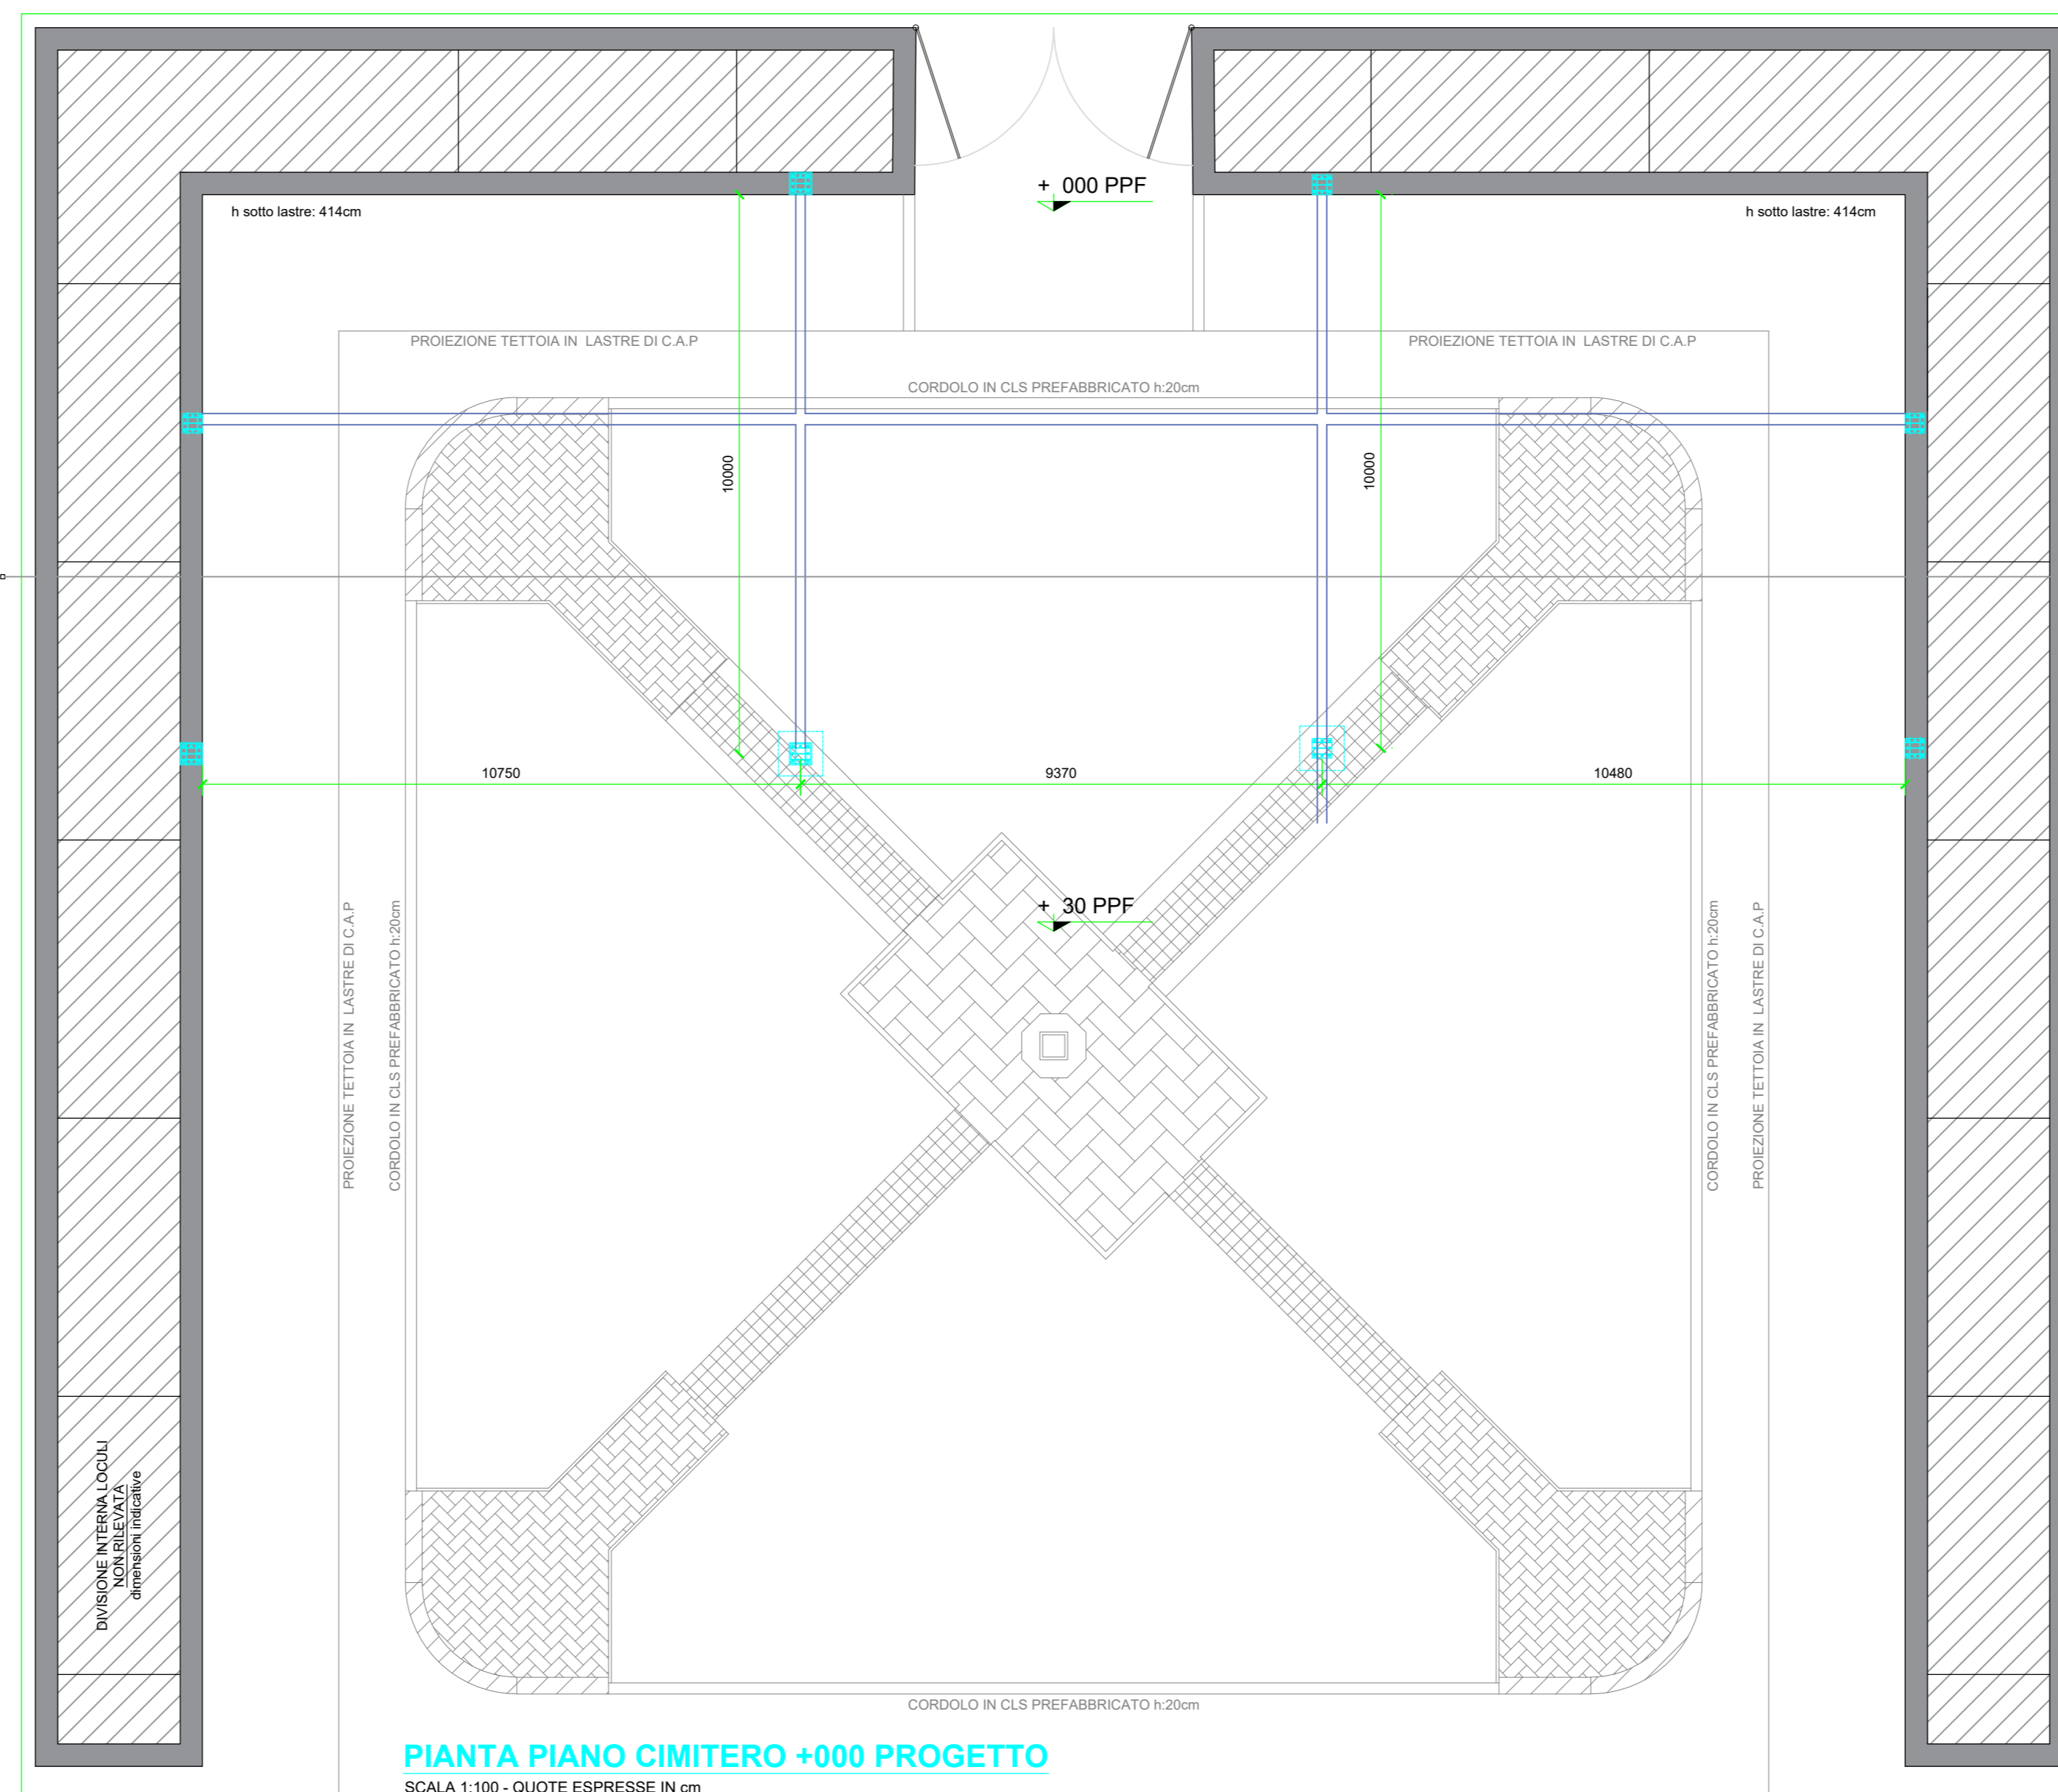 + 000 PPF
h sotto lastre: 414cm
h sotto lastre: 414cm
PROIEZIONE TETTOIA IN LASTRE DI C.A.P
PROIEZIONE TETTOIA IN LASTRE DI C.A.P
CORDOLO IN CLS PREFABBRICATO h:20cm
10000
10000
10750
9370
10480
+ 30 PPF
PROIEZIONE TETTOIA IN LASTRE DI C.A.P
CORDOLO IN CLS PREFABBRICATO h:20cm
CORDOLO IN CLS PREFABBRICATO h:20cm
PROIEZIONE TETTOIA IN LASTRE DI C.A.P
DIVISIONE INTERNA LOCULI
NON RILEVATA
dimensioni indicative
CORDOLO IN CLS PREFABBRICATO h:20cm
PIANTA PIANO CIMITERO +000 PROGETTO
SCALA 1:100 - QUOTE ESPRESSE IN cm